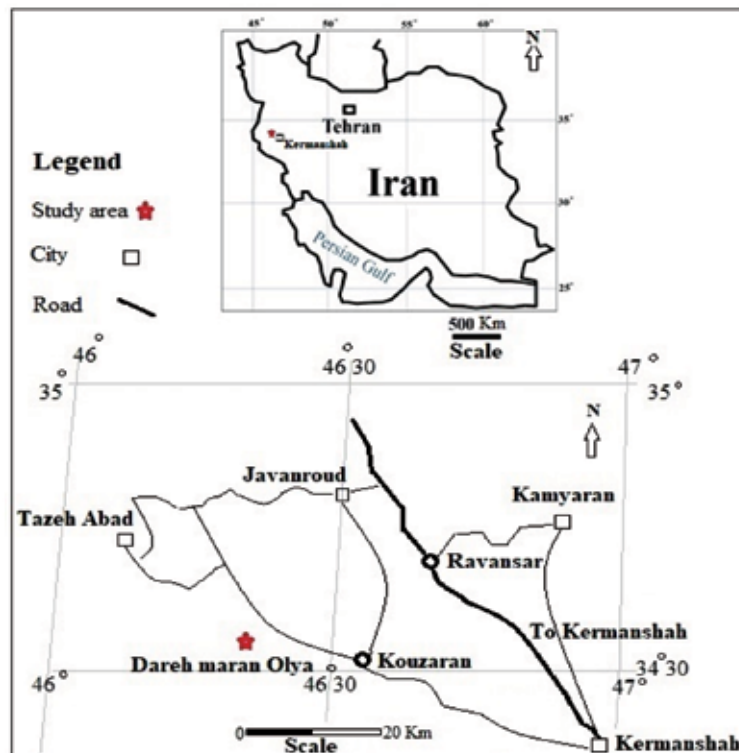 50 55 60
45
N
35°
Tehran
Kermanshah
Iran
30°
Persian Gulf
25°
500 Km
Scale
Legend
Study area
City
Road
46° 46°30 47°
35° 35°
N
Javanroud
Kamyaran
Tazeh Abad
Ravansar
To Kermanshah
Dareh maran Olya
Kouzaran
34°30
46° 46°30 47°
0 20 Km
Scale
Kermanshah